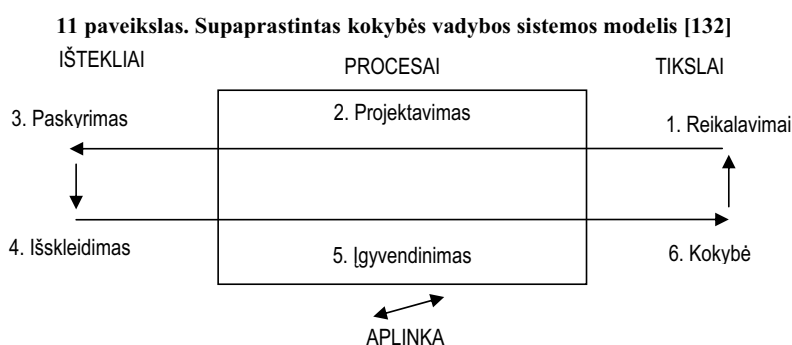 11 paveikslas. Supaprastintas kokybės vadybos sistemos modelis [132]
IŠTEKLIAI
PROCESAI
TIKSLAI
3. Paskyrimas
2. Projektavimas
1. Reikalavimai
4. Išskleidimas
5. Įgyvendinimas
6. Kokybė
APLINKA